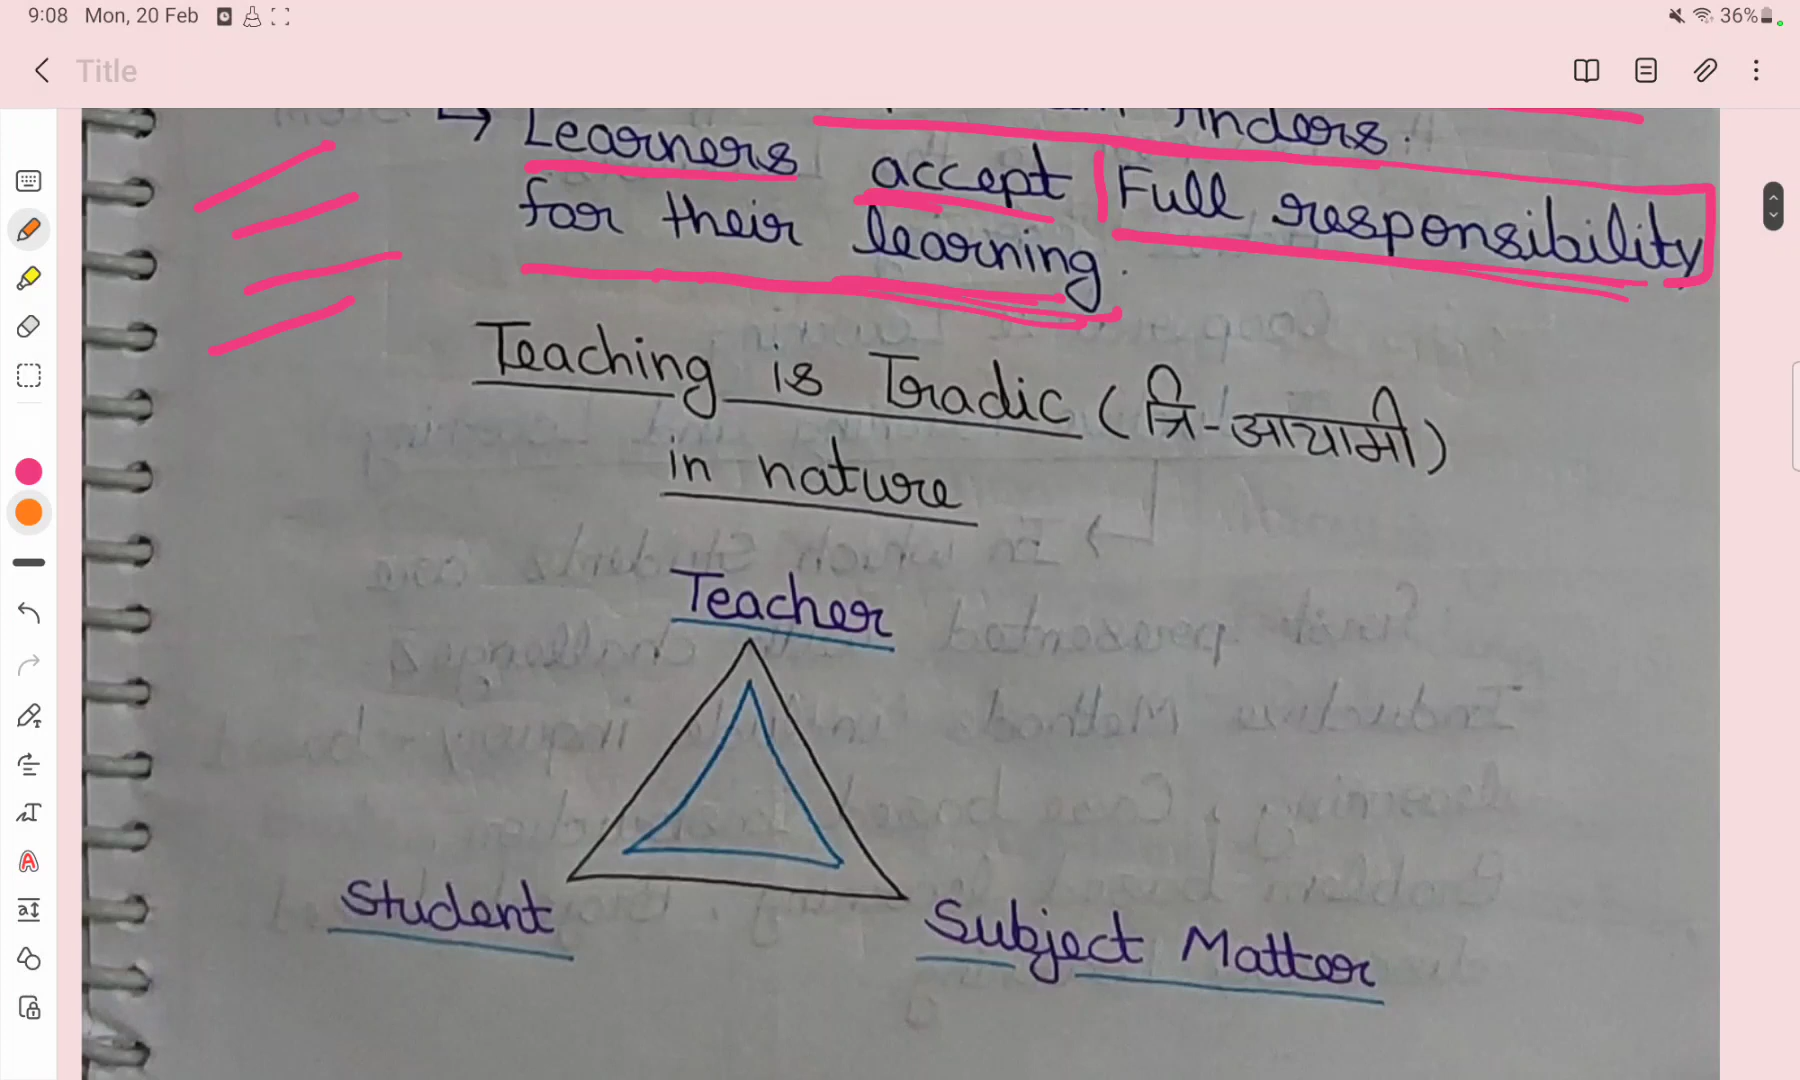 9:08 Mon, 20 Feb
36%
Title
finders.
↳ Learners accept Full responsibility
for their learning.
Teaching is Tradic (त्रि-आयामी)
in nature
Teacher
Student
Subject Matter